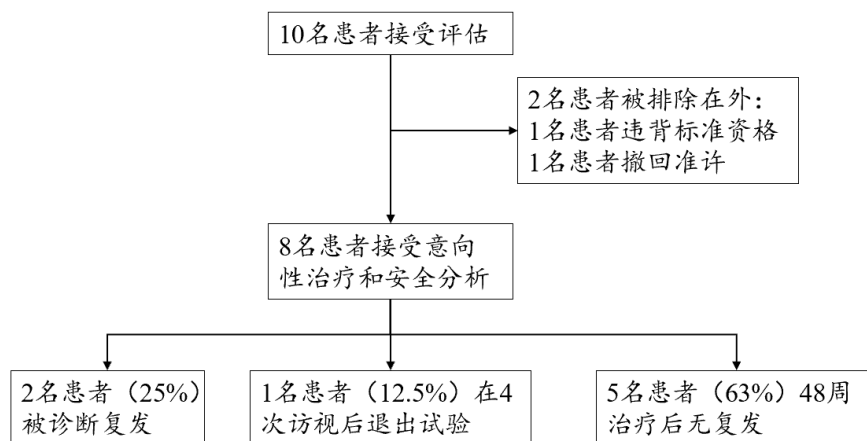 10名患者接受评估
2名患者被排除在外：
1名患者违背标准资格
1名患者撤回准许
8名患者接受意向
性治疗和安全分析
2名患者（25%）
被诊断复发
1名患者（12.5%）在4
次访视后退出试验
5名患者（63%）48周
治疗后无复发